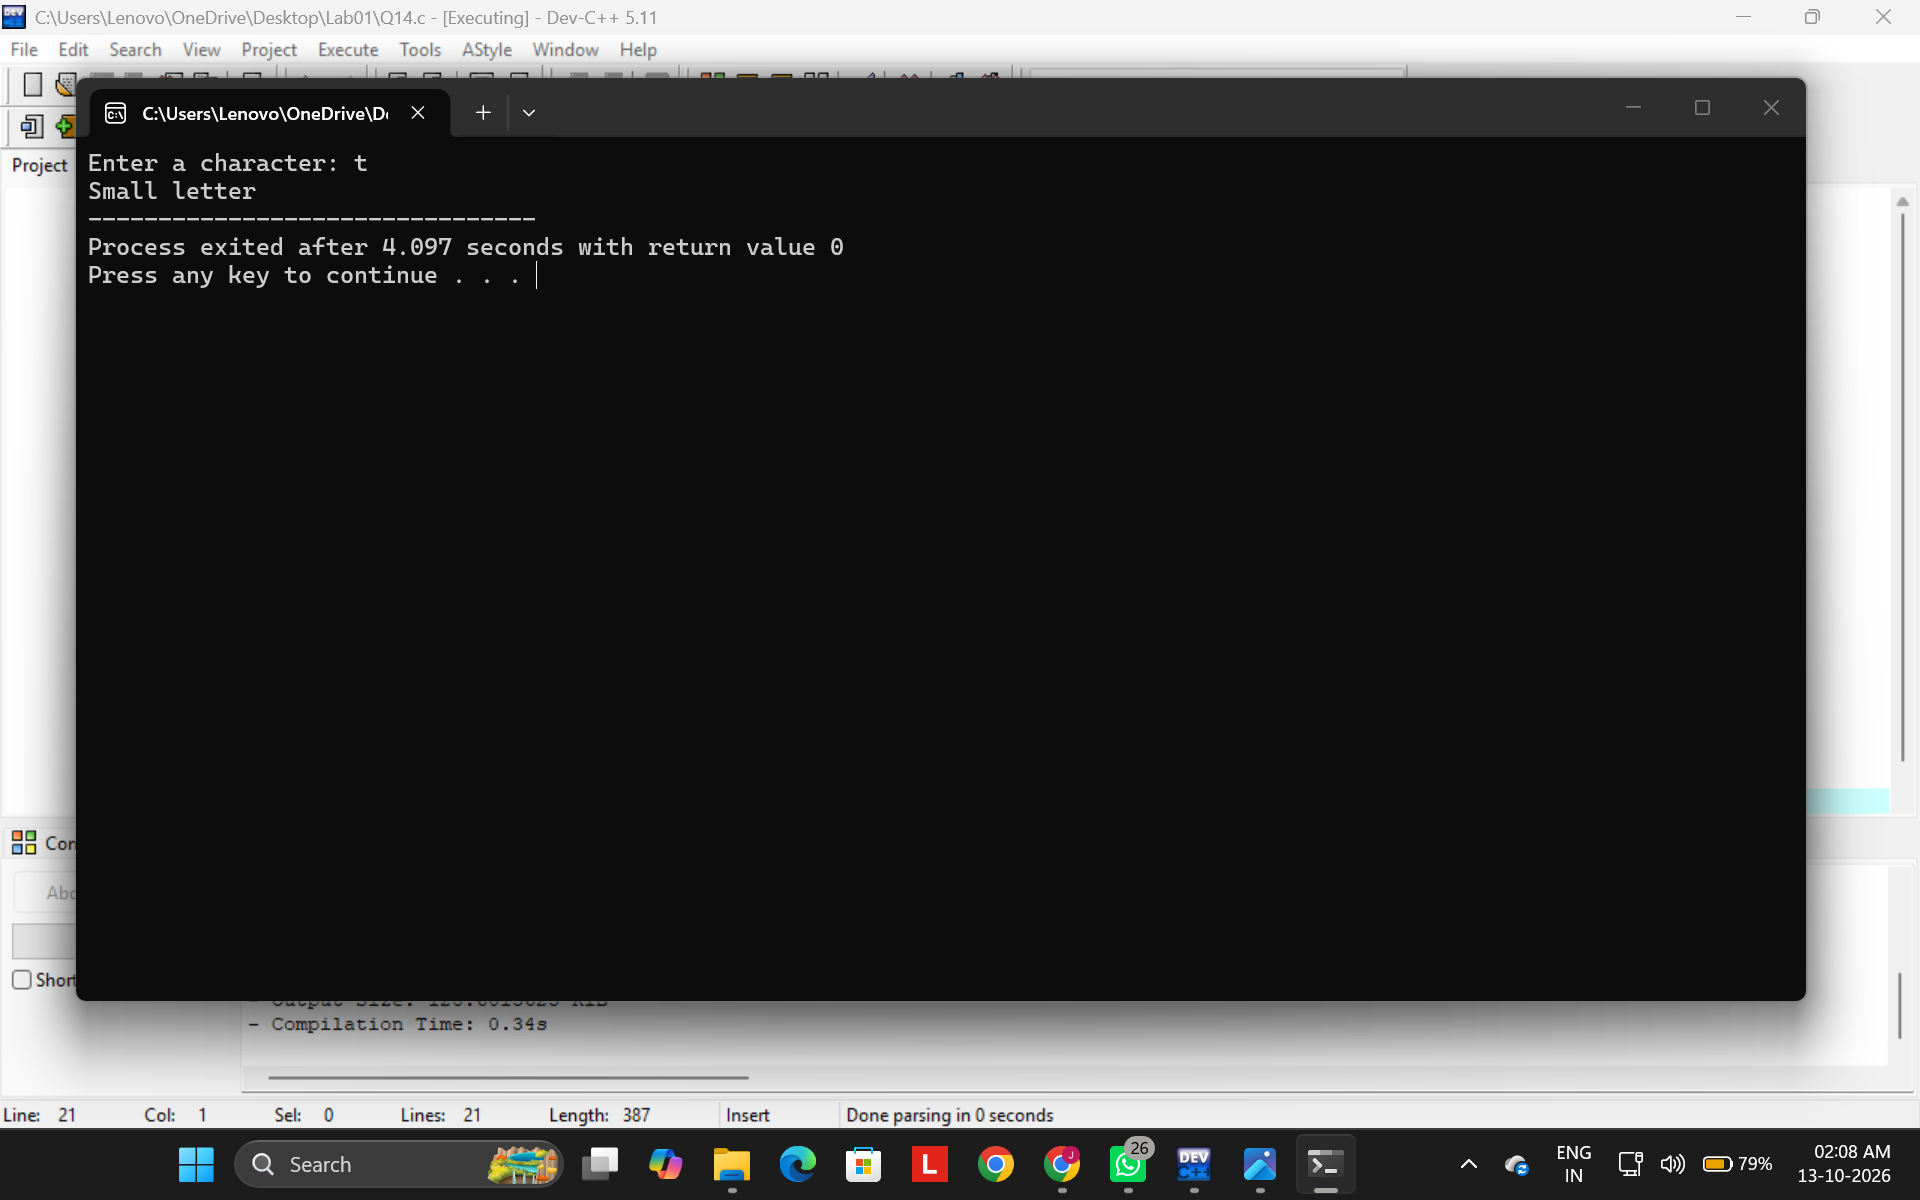 C:\Users\Lenovo\OneDrive\Desktop\Lab01\Q14.c - [Executing] - Dev-C++ 5.11
File Edit Search View Project Execute Tools AStyle Window Help
C:\Users\Lenovo\OneDrive\De
Project
Enter a character: t
Small letter
--------------------------------
Process exited after 4.097 seconds with return value 0
Press any key to continue . . .
Short
- Compilation Time: 0.34s
Line: 21 Col: 1 Sel: 0 Lines: 21 Length: 387 Insert Done parsing in 0 seconds
Search
L
J
26
DEV
C++
ENG
IN
79%
02:08 AM
13-10-2026